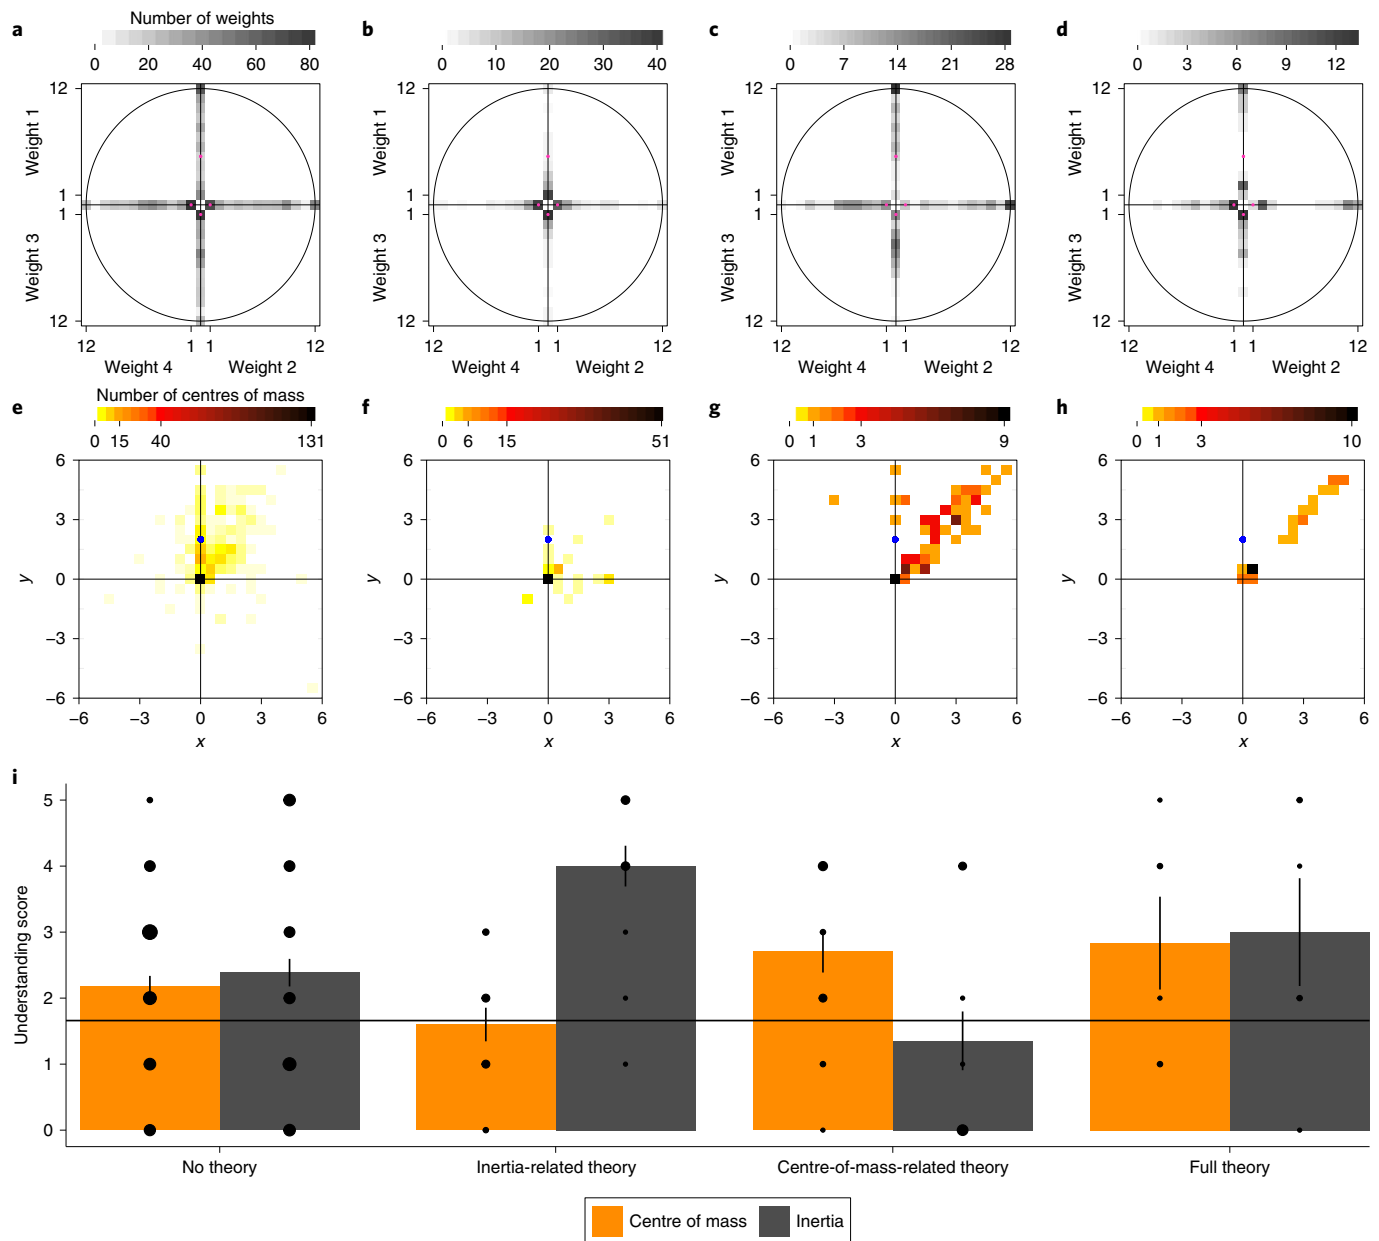 a
Number of weights
0 20 40 60 80
12
Weight 1
1
1
Weight 3
12
12 1 1 12
Weight 4 Weight 2
b
0 10 20 30 40
12
Weight 1
1
1
Weight 3
12
12 1 1 12
Weight 4 Weight 2
c
0 7 14 21 28
12
Weight 1
1
1
Weight 3
12
12 1 1 12
Weight 4 Weight 2
d
0 3 6 9 12
12
Weight 1
1
1
Weight 3
12
12 1 1 12
Weight 4 Weight 2
e
Number of centres of mass
0 15 40 131
6
3
y
0
−3
−6
−6 −3 0 3 6
x
f
0 6 15 51
6
3
y
0
−3
−6
−6 −3 0 3 6
x
g
0 1 3 9
6
3
y
0
−3
−6
−6 −3 0 3 6
x
h
0 1 3 10
6
3
y
0
−3
−6
−6 −3 0 3 6
x
i
5
4
3
Understanding score
2
1
0
No theory Inertia-related theory Centre-of-mass-related theory Full theory
Centre of mass Inertia